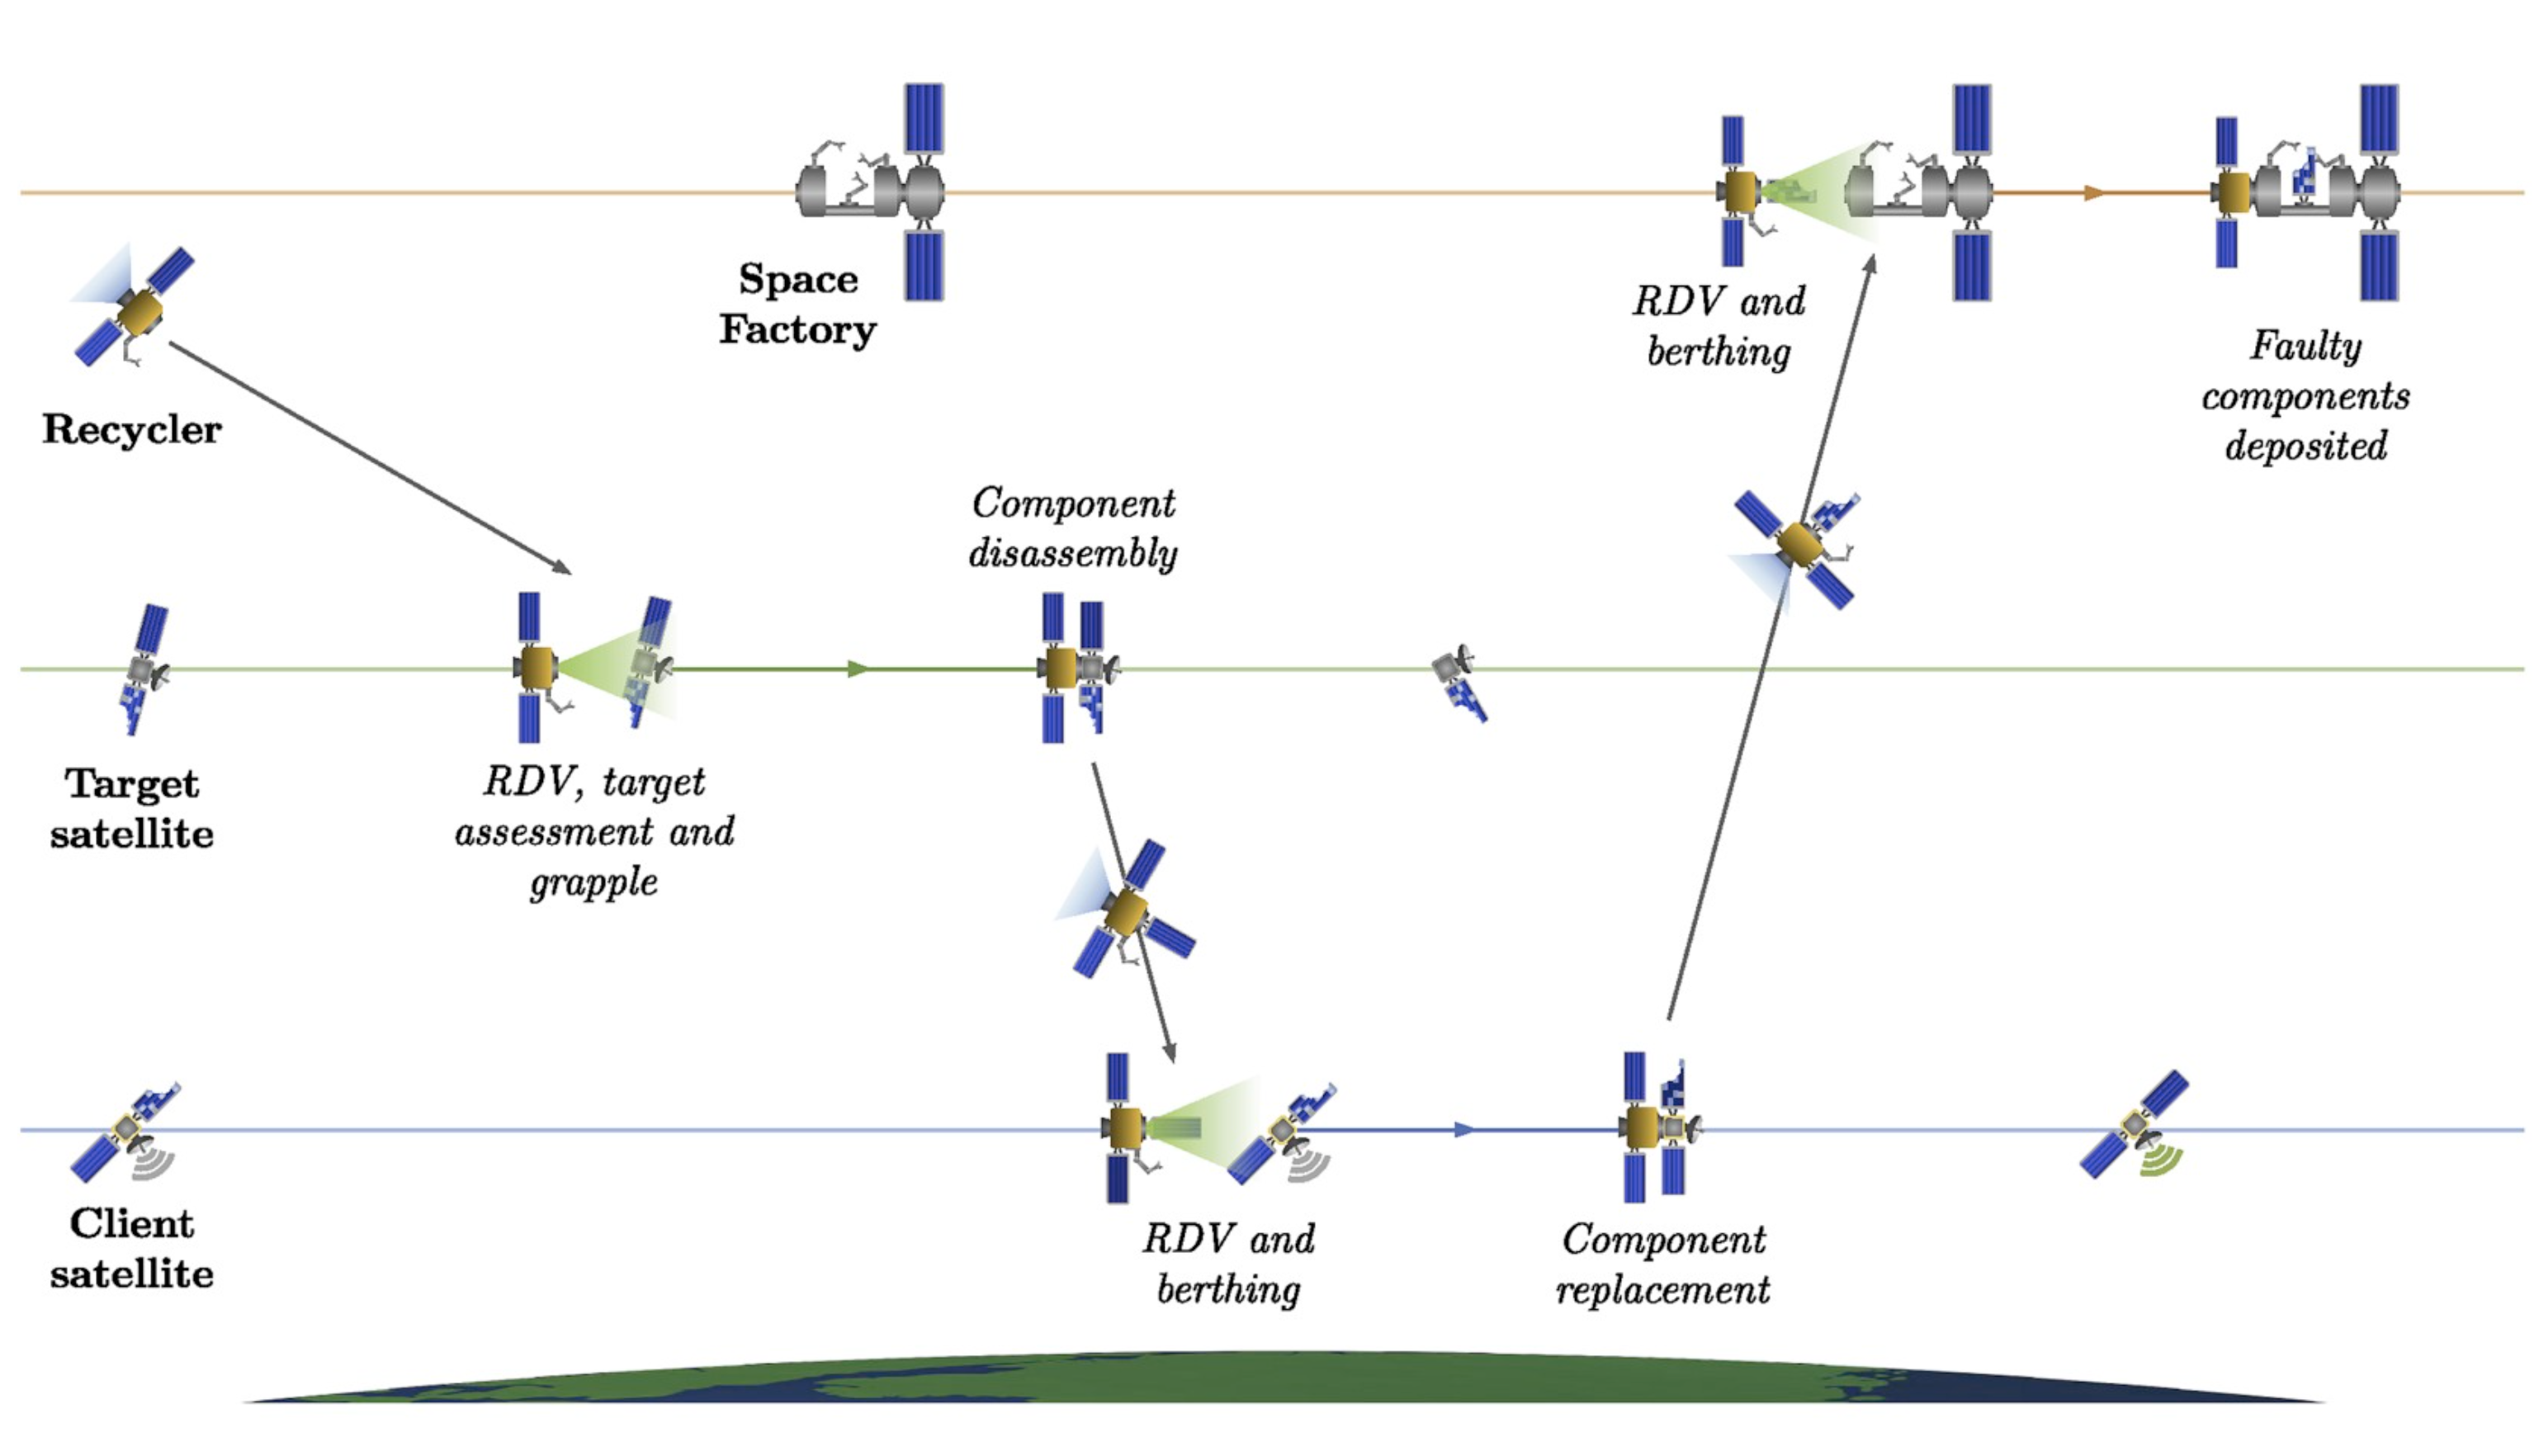 Space
Factory
RDV and
berthing
Faulty
components
deposited
Recycler
Component
disassembly
Target
satellite
RDV, target
assessment and
grapple
Client
satellite
RDV and
berthing
Component
replacement